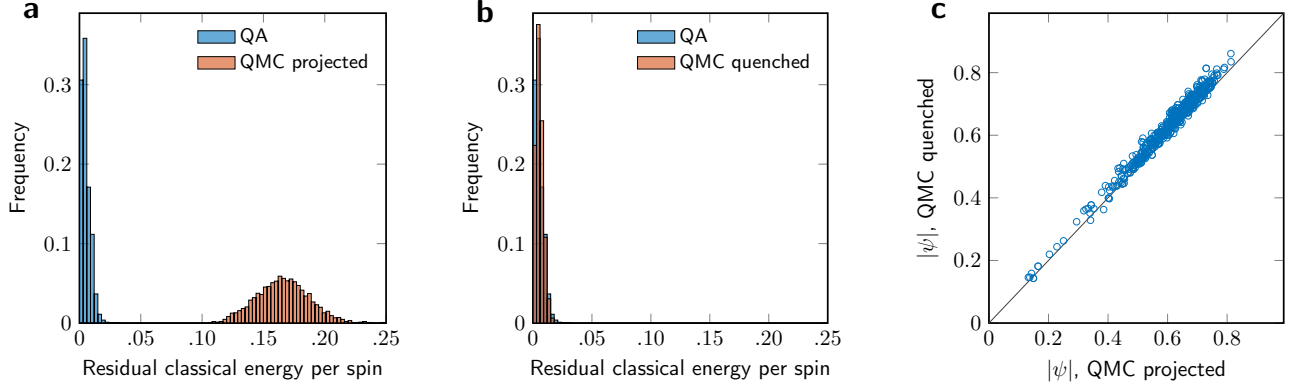 a
QA
QMC projected
0.3
0.2
0.1
0
Frequency
0
.05
.10
.15
.20
.25
Residual classical energy per spin
b
QA
QMC quenched
0.3
0.2
0.1
0
Frequency
0
.05
.10
.15
.20
.25
Residual classical energy per spin
c
0.8
0.6
0.4
0.2
0
|ψ|, QMC quenched
0
0.2
0.4
0.6
0.8
|ψ|, QMC projected